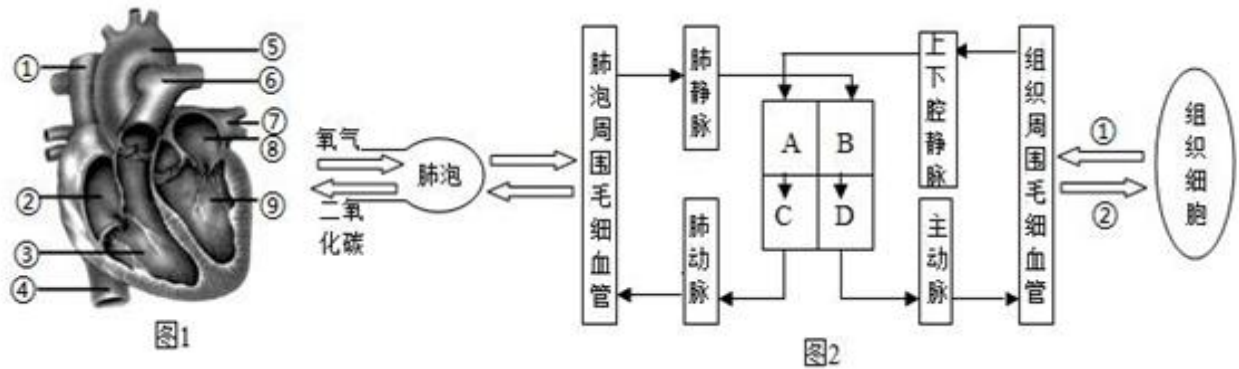 ①
②
③
④
⑤
⑥
⑦
⑧
⑨
图1
氧气
二氧
化碳
肺泡
肺泡周围毛细血管
肺静脉
肺动脉
A
B
C
D
上下腔静脉
主动脉
组织周围毛细血管
①
②
组织细胞
图2